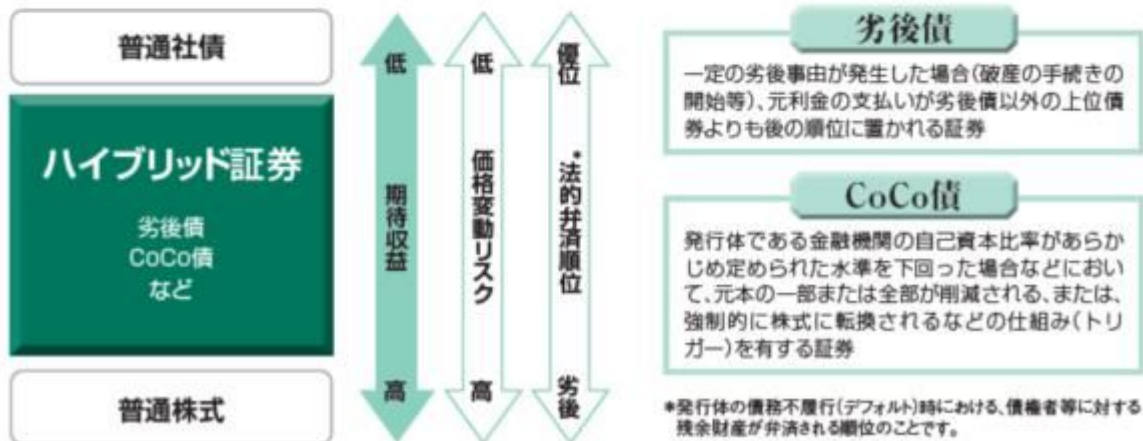 普通社債
ハイブリッド証券
劣後債
CoCo債
など
普通株式
低
期待収益
高
低
価格変動リスク
高
優位
*法的弁済順位
劣後
劣後債
一定の劣後事由が発生した場合(破産の手続きの
開始等)、元利金の支払いが劣後債以外の上位債
券よりも後の順位に置かれる証券
CoCo債
発行体である金融機関の自己資本比率があらか
じめ定められた水準を下回った場合などにおい
て、元本の一部または全部が削減される、または、
強制的に株式に転換されるなどの仕組み(トリ
ガー)を有する証券
*発行体の債務不履行(デフォルト)時における、債権者等に対する
残余財産が弁済される順位のことです。